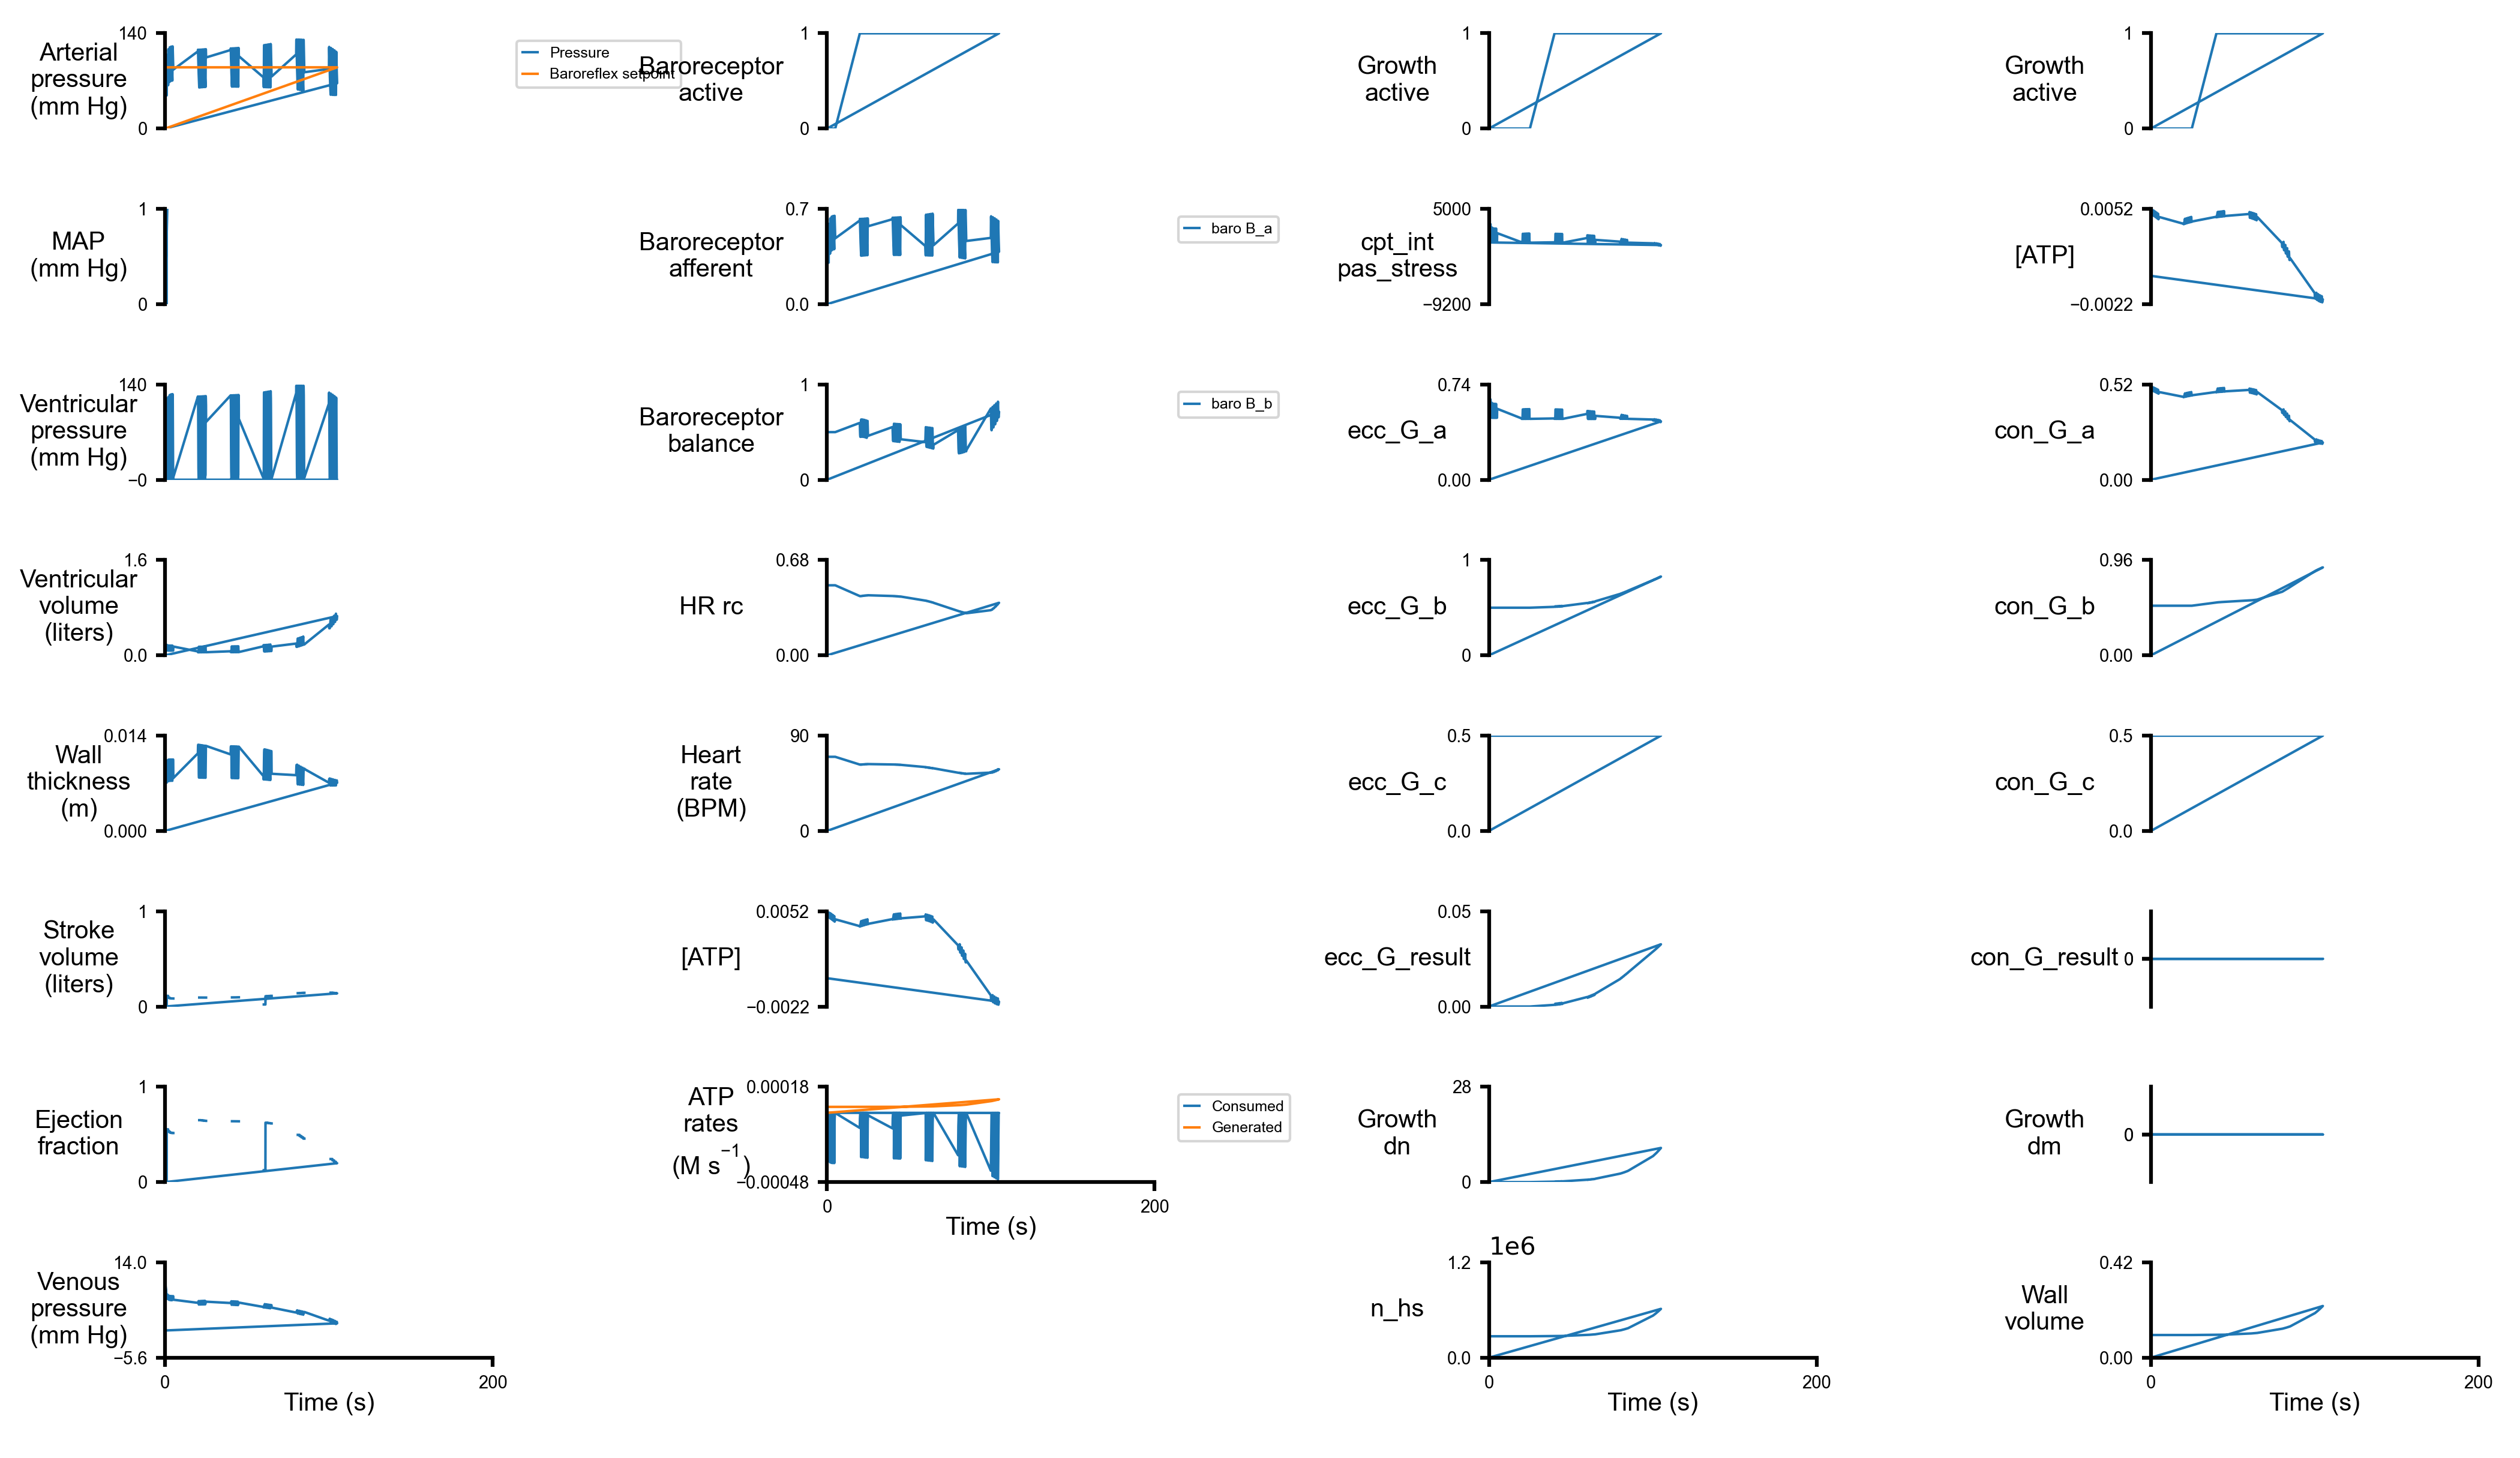 140
Arterial
pressure
(mm Hg)
0
Pressure
Baroreflex setpoint
1
Baroreceptor
active
0
1
Growth
active
0
1
Growth
active
0
1
MAP
(mm Hg)
0
0.7
Baroreceptor
afferent
0.0
baro B_a
5000
cpt_int
pas_stress
−9200
0.0052
[ATP]
−0.0022
140
Ventricular
pressure
(mm Hg)
−0
1
Baroreceptor
balance
0
baro B_b
0.74
ecc_G_a
0.00
0.52
con_G_a
0.00
1.6
Ventricular
volume
(liters)
0.0
0.68
HR rc
0.00
1
ecc_G_b
0
0.96
con_G_b
0.00
0.014
Wall
thickness
(m)
0.000
90
Heart
rate
(BPM)
0
0.5
ecc_G_c
0.0
0.5
con_G_c
0.0
1
Stroke
volume
(liters)
0
0.0052
[ATP]
−0.0022
0.05
ecc_G_result
0.00
con_G_result
0
1
Ejection
fraction
0
0.00018
ATP
rates
(M s−1)
−0.00048
Consumed
Generated
0 200
Time (s)
28
Growth
dn
0
Growth
dm
0
14.0
Venous
pressure
(mm Hg)
−5.6
0 200
Time (s)
1e6
1.2
n_hs
0.0
0 200
Time (s)
0.42
Wall
volume
0.00
0 200
Time (s)